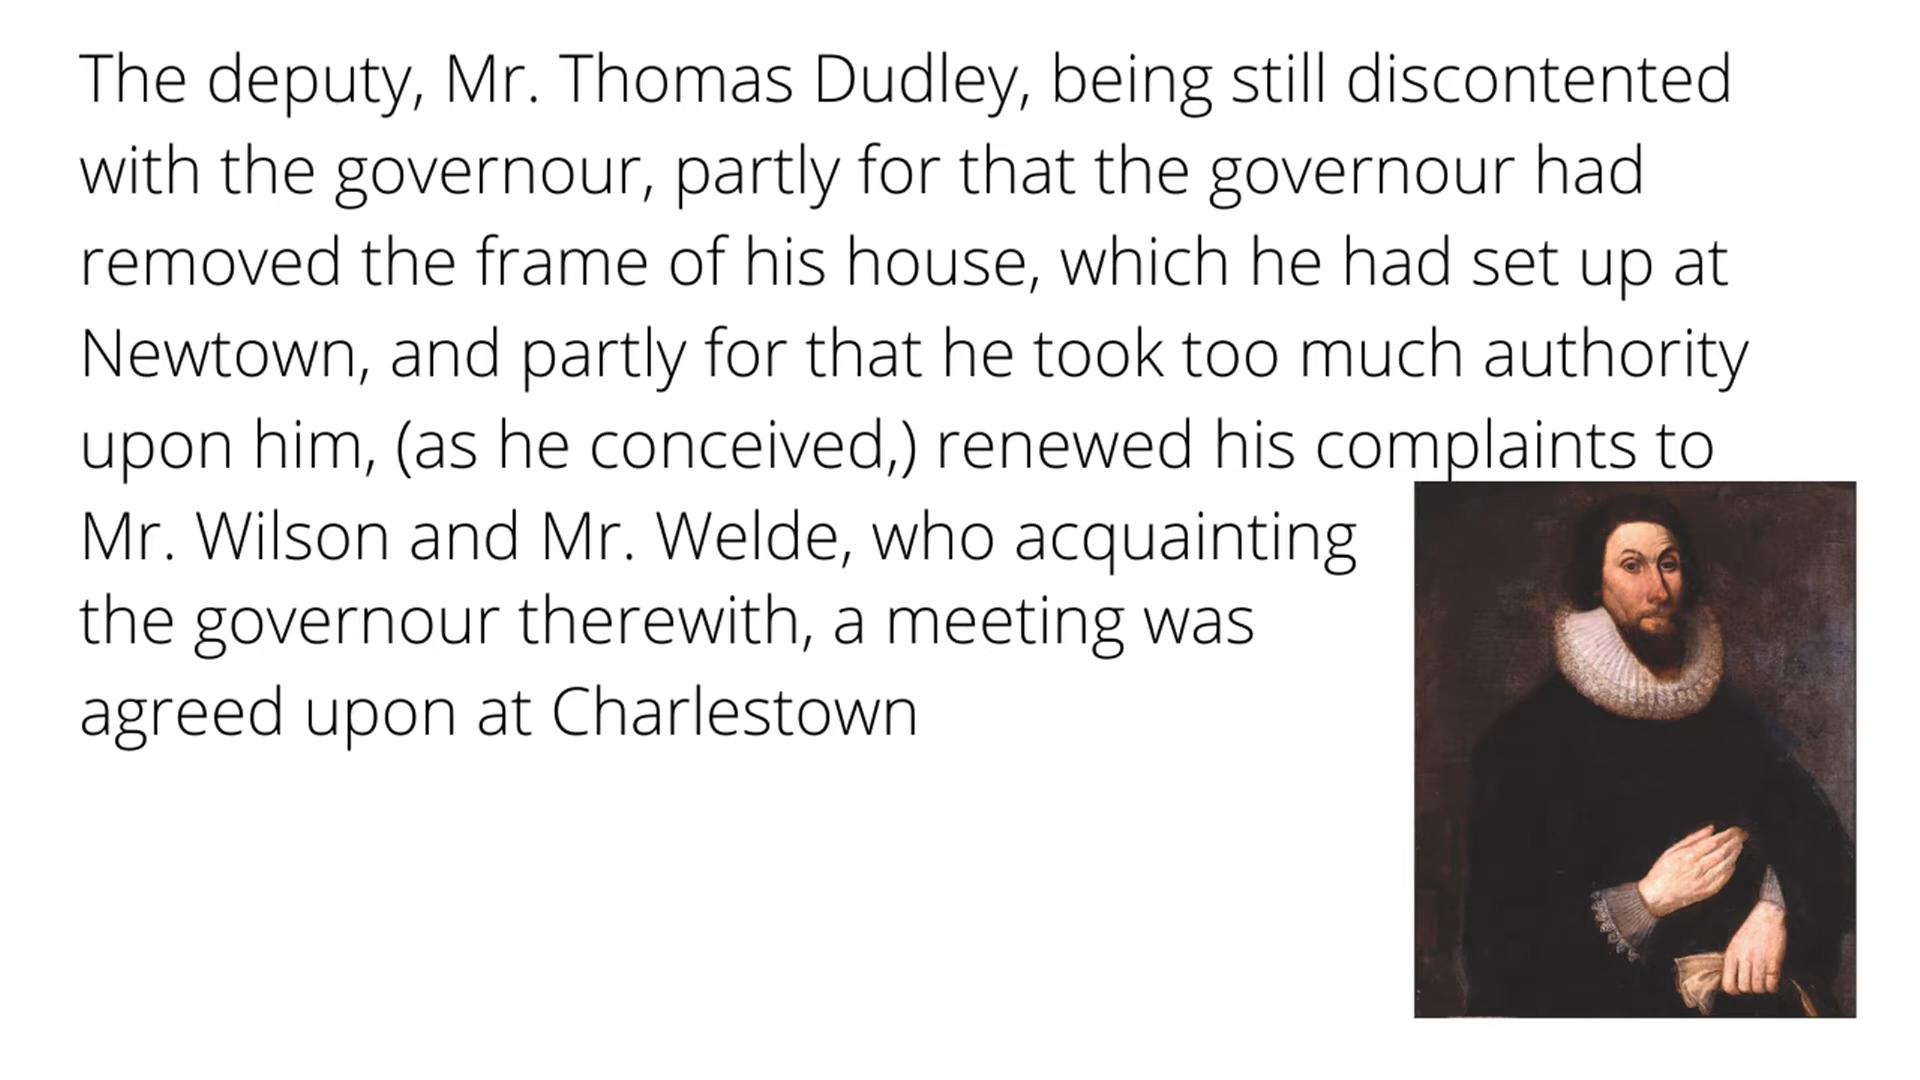 The deputy, Mr. Thomas Dudley, being still discontented
with the governour, partly for that the governour had
removed the frame of his house, which he had set up at
Newtown, and partly for that he took too much authority
upon him, (as he conceived,) renewed his complaints to
Mr. Wilson and Mr. Welde, who acquainting
the governour therewith, a meeting was
agreed upon at Charlestown